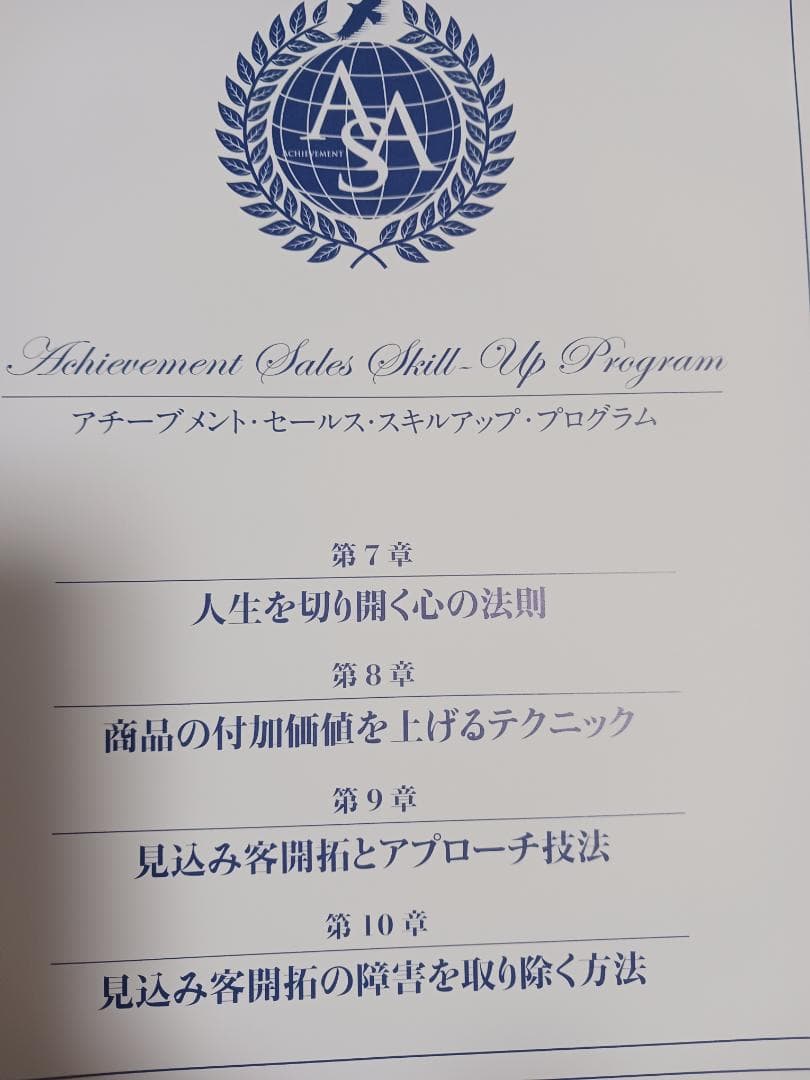 ASA
ACHIEVEMENT
Achievement Sales Skill-Up Program
アチーブメント・セールス・スキルアップ・プログラム
第7章
人生を切り開く心の法則
第8章
商品の付加価値を上げるテクニック
第9章
見込み客開拓とアプローチ技法
第10章
見込み客開拓の障害を取り除く方法